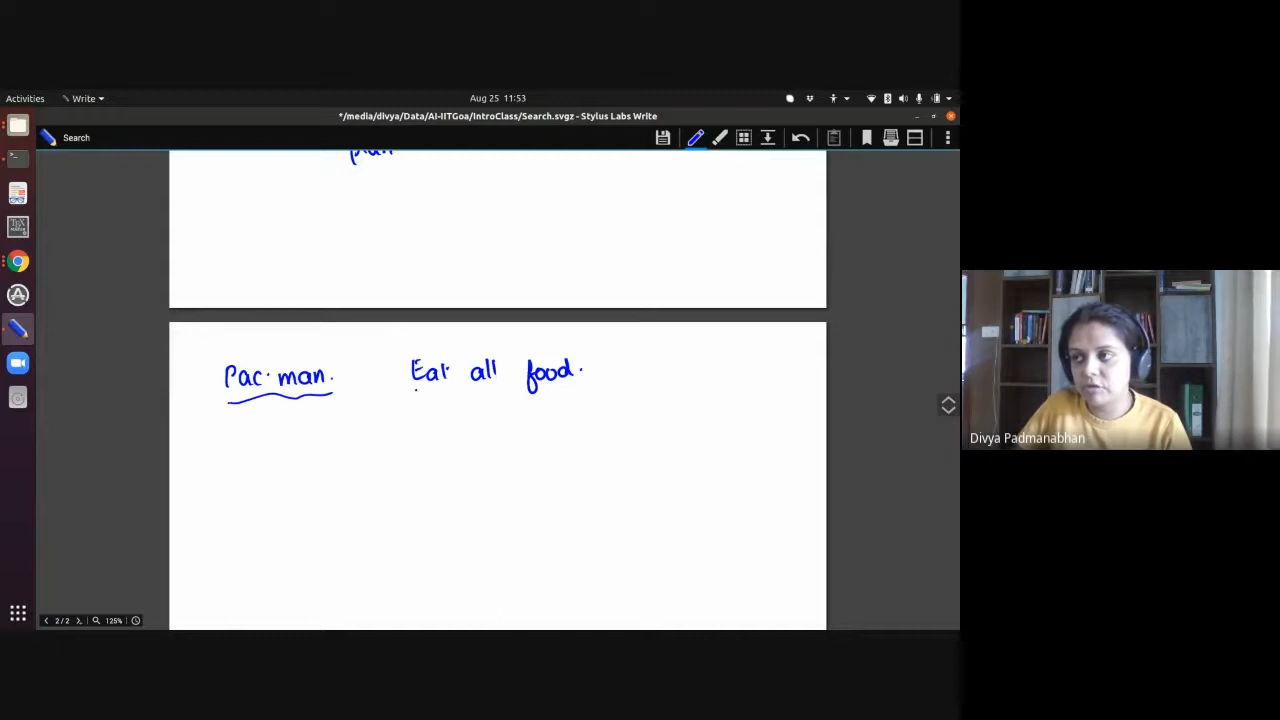 Activities Write Aug 25 11:53
*/media/divya/Data/AI-IITGoa/IntroClass/Search.svgz - Stylus Labs Write
Search
plan
Pac-man. Eat all food.
Divya Padmanabhan
2/2 125%